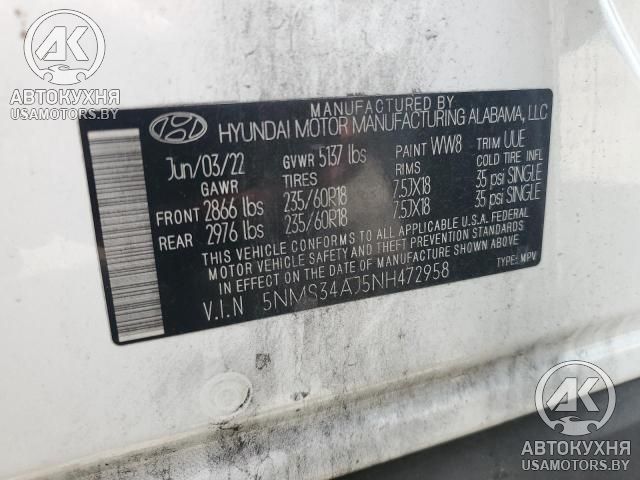 АК
АВТОКУХНЯ
USAMOTORS.BY
MANUFACTURED BY
HYUNDAI MOTOR MANUFACTURING ALABAMA, LLC
Jun/03/22 GVWR 5137 lbs PAINT WW8 TRIM UUE
GAWR TIRES RIMS COLD TIRE INFL
FRONT 2866 lbs 235/60R18 7.5JX18 35 psi SINGLE
REAR 2976 lbs 235/60R18 7.5JX18 35 psi SINGLE
THIS VEHICLE CONFORMS TO ALL APPLICABLE U.S.A. FEDERAL
MOTOR VEHICLE SAFETY AND THEFT PREVENTION STANDARDS
IN EFFECT ON THE DATE OF MANUFACTURE SHOWN ABOVE.
V.I.N 5NMS34AJ5NH472958 TYPE: MPV
АК
АВТОКУХНЯ
USAMOTORS.BY